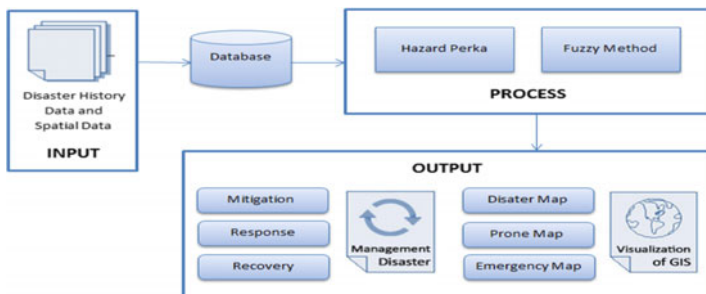 Disaster History
Data and
Spatial Data
INPUT
Database
Hazard Perka
Fuzzy Method
PROCESS
OUTPUT
Mitigation
Response
Recovery
Management
Disaster
Disater Map
Prone Map
Emergency Map
Visualization
of GIS